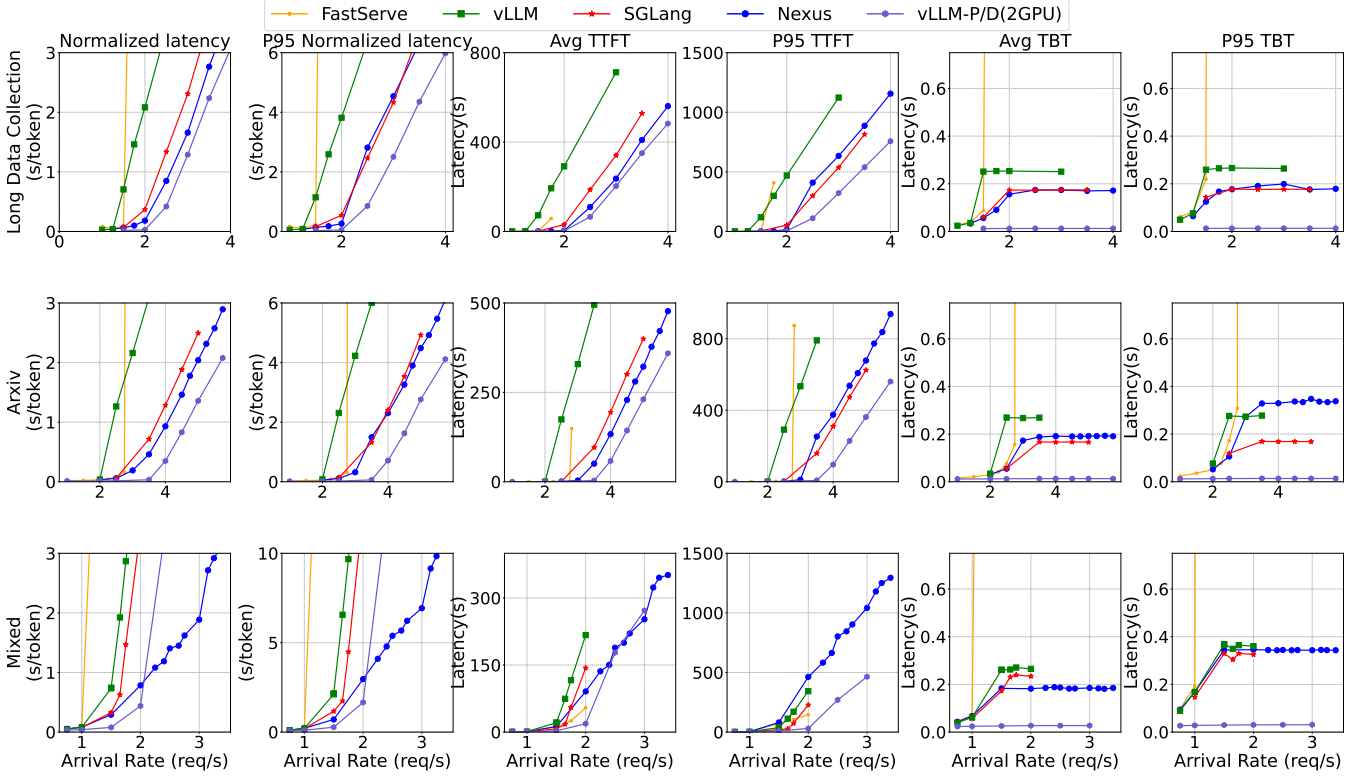 FastServe vLLM SGLang Nexus vLLM-P/D(2GPU)
Normalized latency P95 Normalized latency Avg TTFT P95 TTFT Avg TBT P95 TBT
Long Data Collection
(s/token)
3
2
1
0
0 2 4
(s/token)
6
4
2
0
2 4
Latency(s)
800
400
0
2 4
1500
1000
500
0
2 4
Latency(s)
0.6
0.4
0.2
0.0
2 4
Latency(s)
0.6
0.4
0.2
0.0
2 4
Arxiv
(s/token)
3
2
1
0
2 4
(s/token)
6
4
2
0
2 4
Latency(s)
500
250
0
2 4
800
400
0
2 4
Latency(s)
0.6
0.4
0.2
0.0
2 4
Latency(s)
0.6
0.4
0.2
0.0
2 4
Mixed
(s/token)
3
2
1
0
1 2 3
Arrival Rate (req/s)
(s/token)
10
5
0
1 2 3
Arrival Rate (req/s)
Latency(s)
300
150
0
1 2 3
Arrival Rate (req/s)
1500
1000
500
0
1 2 3
Arrival Rate (req/s)
Latency(s)
0.6
0.4
0.2
0.0
1 2 3
Arrival Rate (req/s)
Latency(s)
0.6
0.4
0.2
0.0
1 2 3
Arrival Rate (req/s)